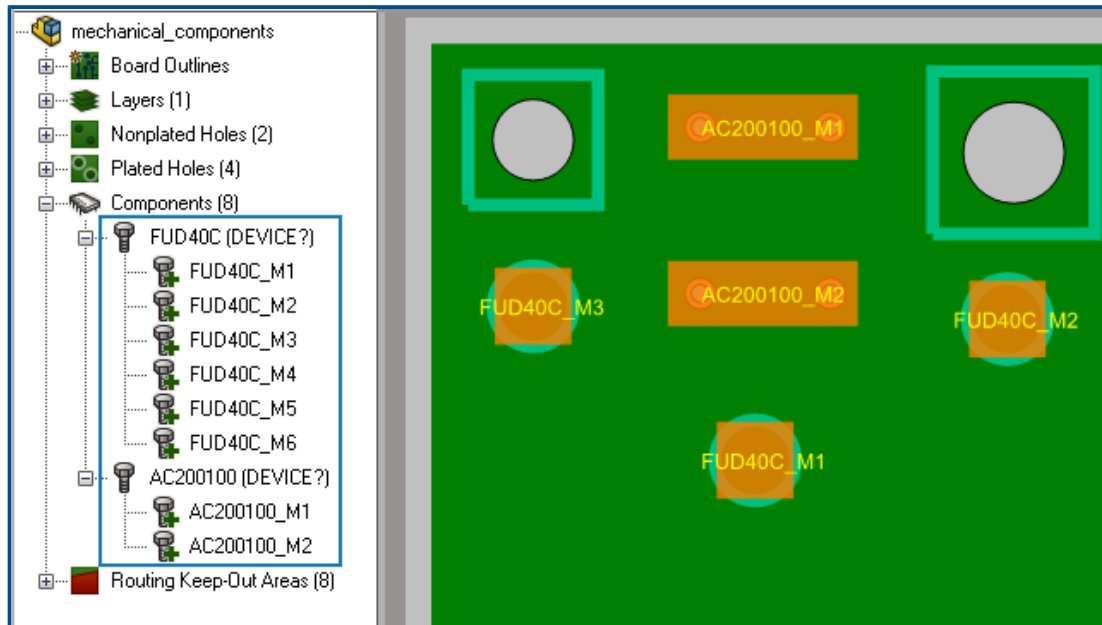 mechanical_components
Board Outlines
Layers (1)
Nonplated Holes (2)
Plated Holes (4)
Components (8)
FUD40C (DEVICE?)
FUD40C_M1
FUD40C_M2
FUD40C_M3
FUD40C_M4
FUD40C_M5
FUD40C_M6
AC200100 (DEVICE?)
AC200100_M1
AC200100_M2
Routing Keep-Out Areas (8)
AC200100_M1
AC200100_M2
FUD40C_M3
FUD40C_M2
FUD40C_M1